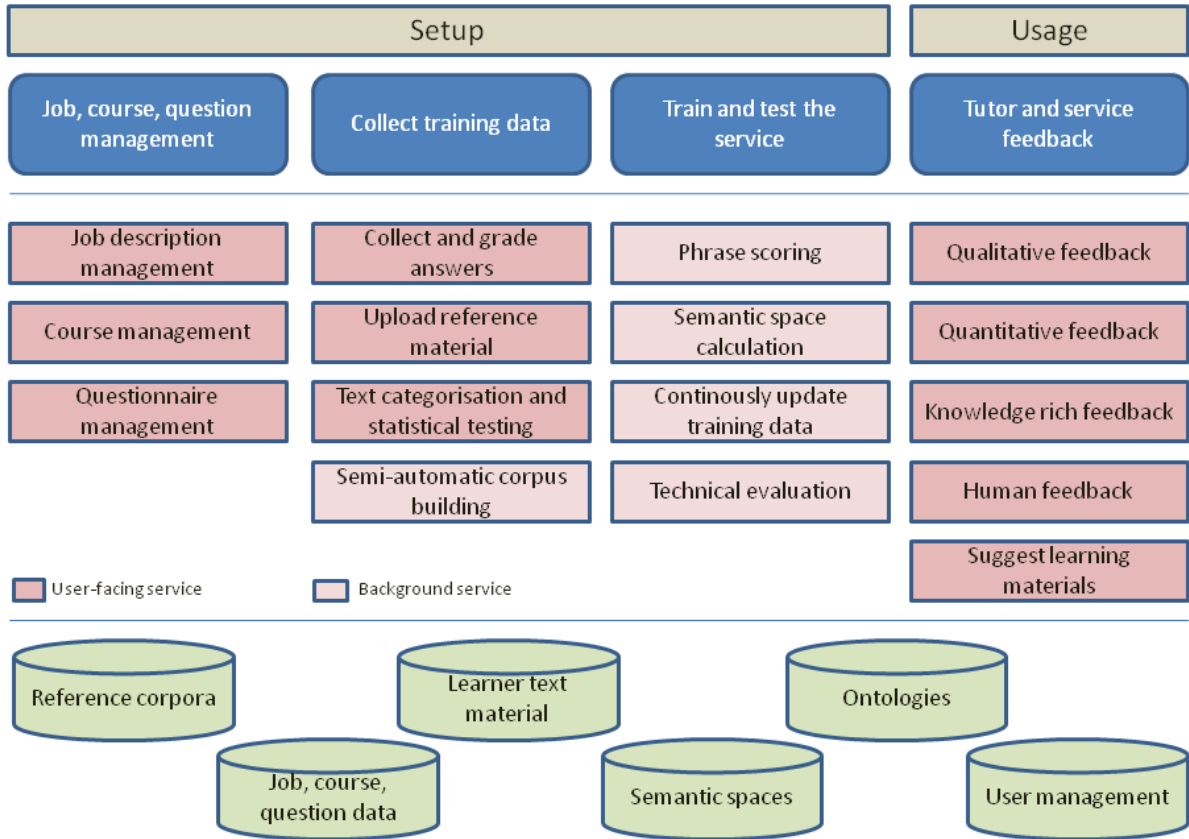 Setup
Usage
Job, course, question
management
Collect training data
Train and test the
service
Tutor and service
feedback
Job description
management
Collect and grade
answers
Phrase scoring
Qualitative feedback
Course management
Upload reference
material
Semantic space
calculation
Quantitative feedback
Questionnaire
management
Text categorisation and
statistical testing
Continously update
training data
Knowledge rich feedback
Semi-automatic corpus
building
Technical evaluation
Human feedback
Suggest learning
materials
User-facing service
Background service
Reference corpora
Learner text
material
Ontologies
Job, course,
question data
Semantic spaces
User management